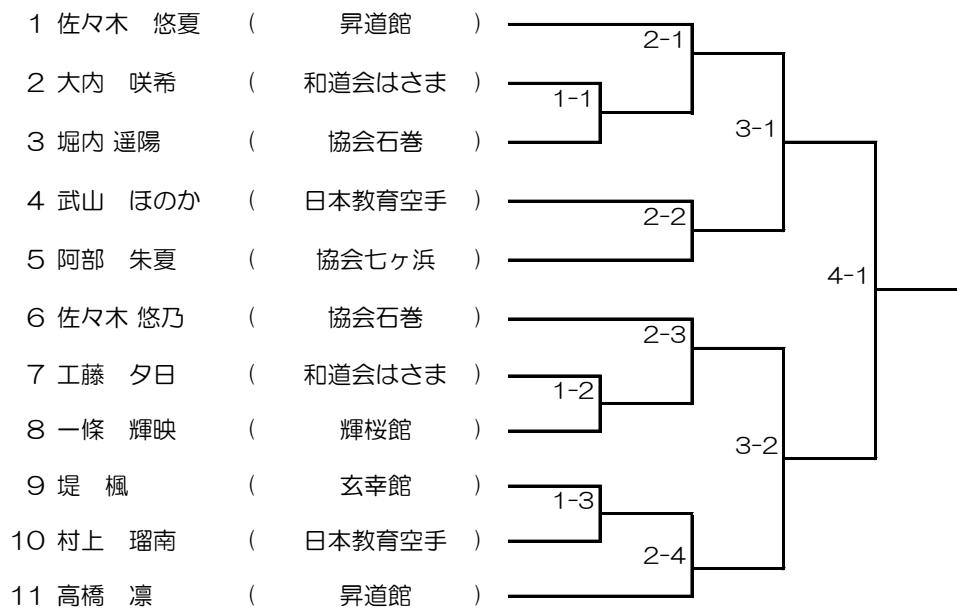 1 佐々木 悠夏 ( 昇道館 )
2-1
2 大内 咲希 ( 和道会はさま )
1-1
3-1
3 堀内 遥陽 ( 協会石巻 )
4 武山 ほのか ( 日本教育空手 )
2-2
5 阿部 朱夏 ( 協会七ヶ浜 )
4-1
6 佐々木 悠乃 ( 協会石巻 )
2-3
7 工藤 夕日 ( 和道会はさま )
1-2
8 一條 輝映 ( 輝桜館 )
3-2
9 堤 楓 ( 玄幸館 )
1-3
10 村上 瑠南 ( 日本教育空手 )
2-4
11 高橋 凛 ( 昇道館 )